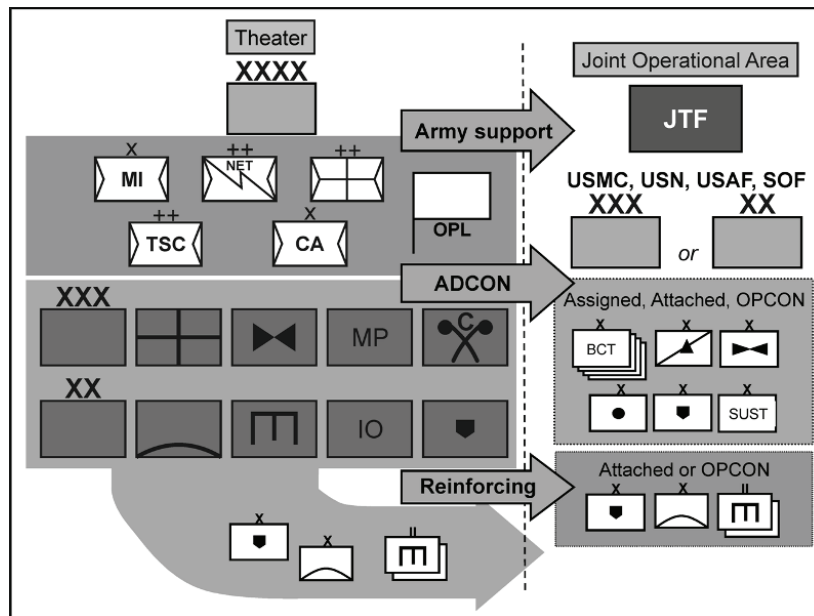 Theater
XXXX
Joint Operational Area
Army support
JTF
X
++
++
MI
NET
USMC, USN, USAF, SOF
XXX
XX
++
X
TSC
CA
OPL
or
ADCON
XXX
Assigned, Attached, OPCON
X
X
X
C
MP
BCT
XX
X
X
X
IO
SUST
Reinforcing
Attached or OPCON
X
X
II
X
X
II